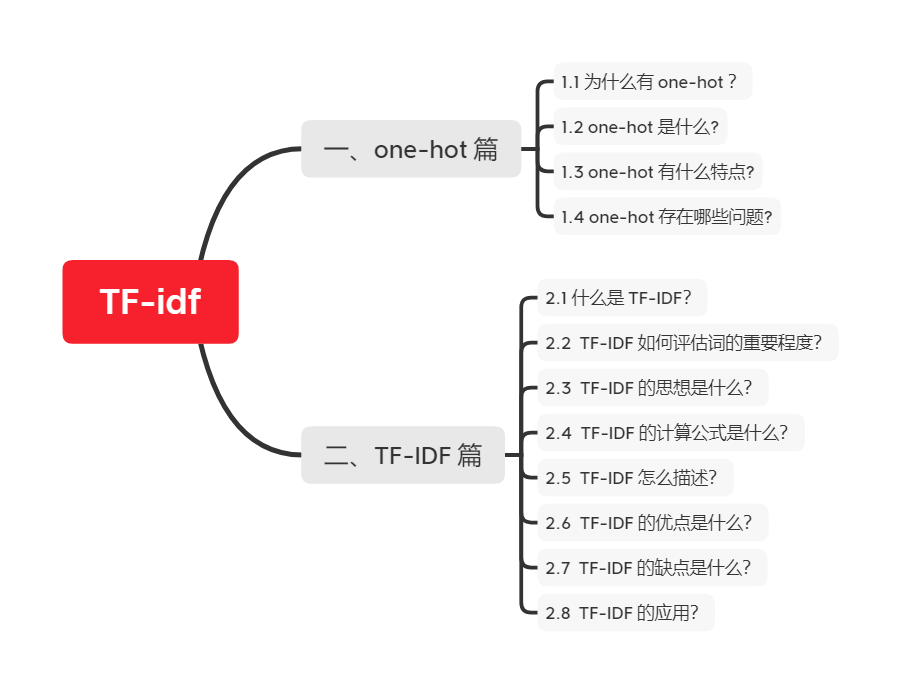 TF-idf
一、one-hot 篇
1.1 为什么有 one-hot ？
1.2 one-hot 是什么?
1.3 one-hot 有什么特点?
1.4 one-hot 存在哪些问题?
二、TF-IDF 篇
2.1 什么是 TF-IDF？
2.2  TF-IDF 如何评估词的重要程度？
2.3  TF-IDF 的思想是什么？
2.4  TF-IDF 的计算公式是什么？
2.5  TF-IDF 怎么描述？
2.6  TF-IDF 的优点是什么？
2.7  TF-IDF 的缺点是什么？
2.8  TF-IDF 的应用？